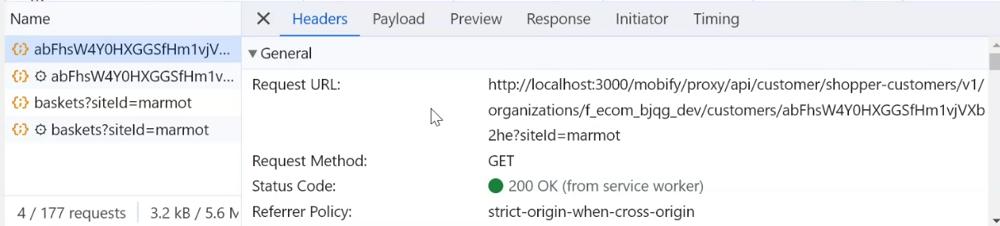 Name
Headers Payload Preview Response Initiator Timing
abFhsW4Y0HXGGSfHm1vjV...
General
abFhsW4Y0HXGGSfHm1v...
Request URL: http://localhost:3000/mobify/proxy/api/customer/shopper-customers/v1/
organizations/f_ecom_bjqg_dev/customers/abFhsW4Y0HXGGSfHm1vjVXb
2he?siteId=marmot
baskets?siteId=marmot
baskets?siteId=marmot
Request Method: GET
Status Code: 200 OK (from service worker)
Referrer Policy: strict-origin-when-cross-origin
4 / 177 requests 3.2 kB / 5.6 M